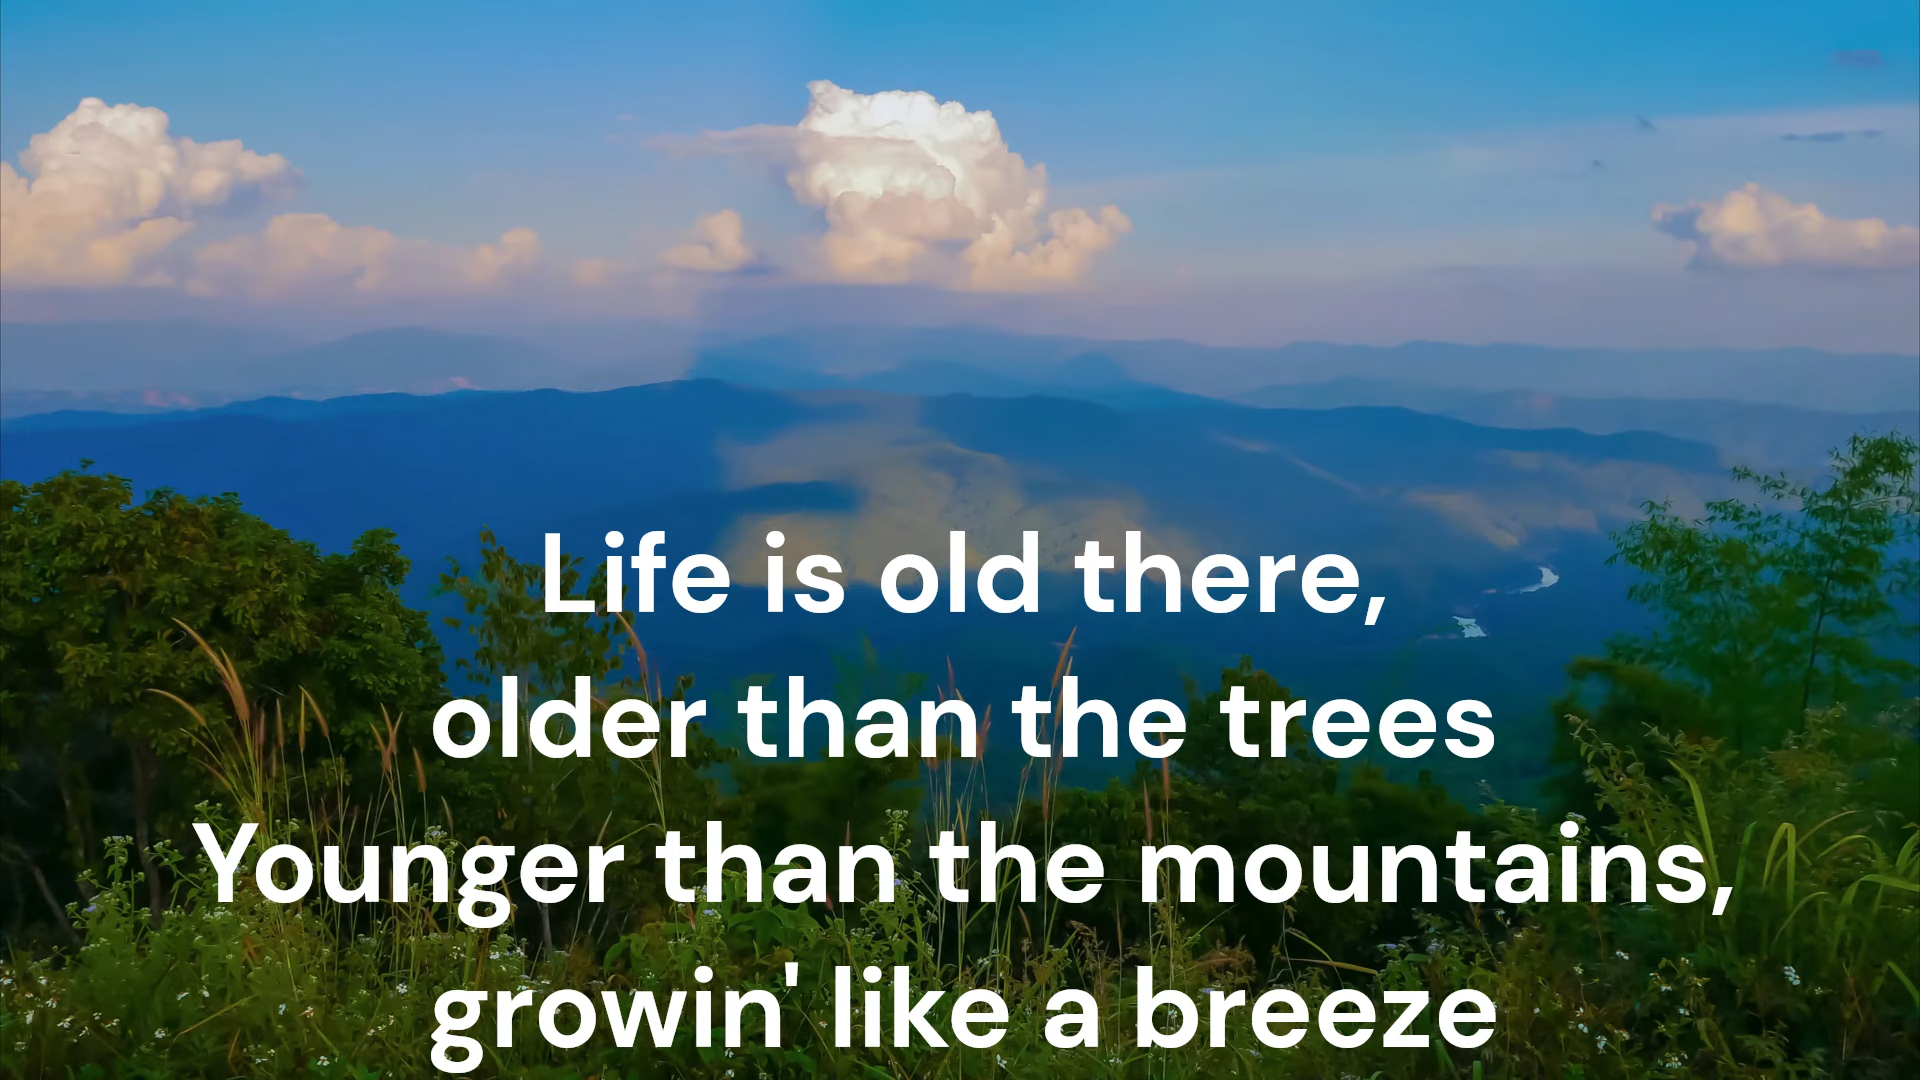 Life is old there,
older than the trees
Younger than the mountains,
growin' like a breeze